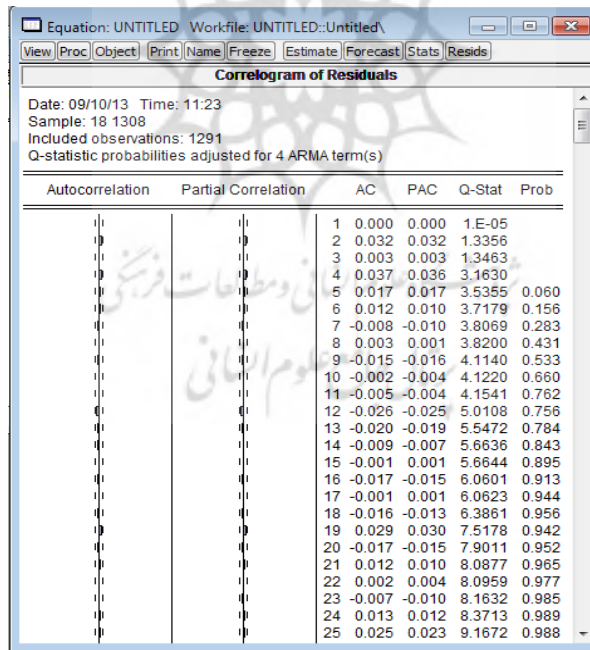 Equation: UNTITLED Workfile: UNTITLED::Untitled\
View Proc Object Print Name Freeze Estimate Forecast Stats Resids
Correlogram of Residuals
Date: 09/10/13 Time: 11:23
Sample: 18 1308
Included observations: 1291
Q-statistic probabilities adjusted for 4 ARMA term(s)
Autocorrelation Partial Correlation AC PAC Q-Stat Prob
1 0.000 0.000 1.E-05
2 0.032 0.032 1.3356
3 0.003 0.003 1.3463
4 0.037 0.036 3.1630
5 0.017 0.017 3.5355 0.060
6 0.012 0.010 3.7179 0.156
7 -0.008 -0.010 3.8069 0.283
8 0.003 0.001 3.8200 0.431
9 -0.015 -0.016 4.1140 0.533
10 -0.002 -0.004 4.1220 0.660
11 -0.005 -0.004 4.1541 0.762
12 -0.026 -0.025 5.0108 0.756
13 -0.020 -0.019 5.5472 0.784
14 -0.009 -0.007 5.6636 0.843
15 -0.001 0.001 5.6644 0.895
16 -0.017 -0.015 6.0601 0.913
17 -0.001 0.001 6.0623 0.944
18 -0.016 -0.013 6.3861 0.956
19 0.029 0.030 7.5178 0.942
20 -0.017 -0.015 7.9011 0.952
21 0.012 0.010 8.0877 0.965
22 0.002 0.004 8.0959 0.977
23 -0.007 -0.010 8.1632 0.985
24 0.013 0.012 8.3713 0.989
25 0.025 0.023 9.1672 0.988
پژوهشگاه علوم انسانی و مطالعات فرهنگی
پرتال جامع علوم انسانی